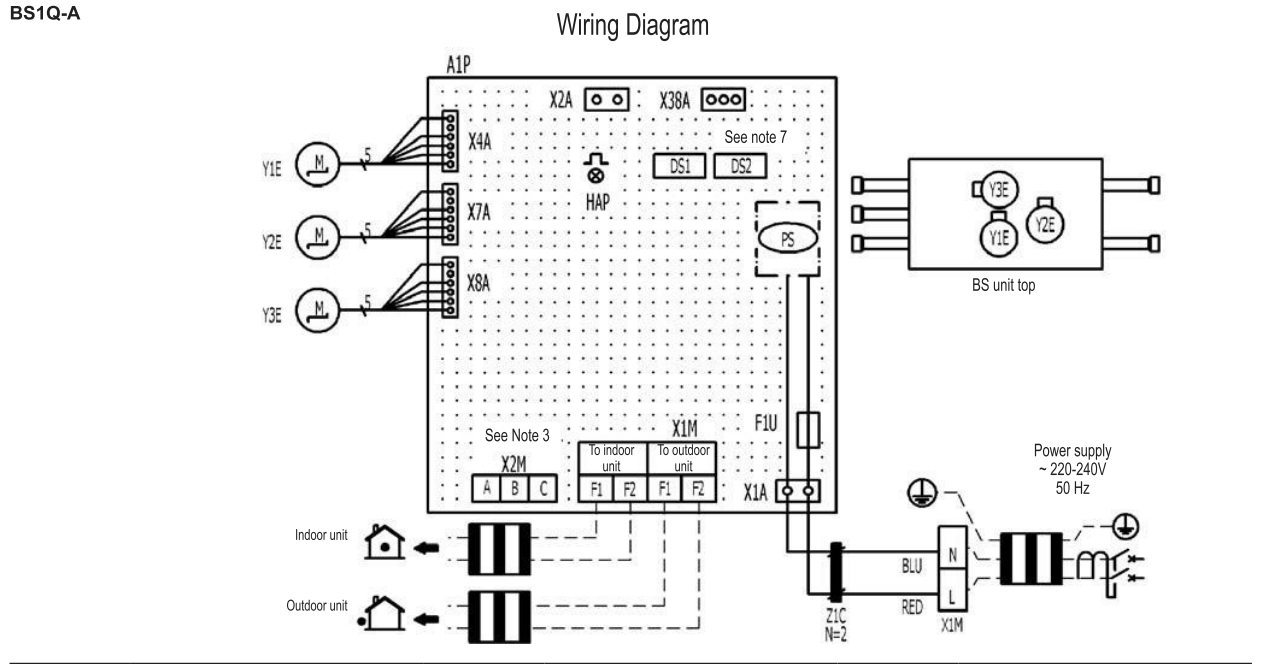 BS1Q-A
Wiring Diagram
A1P
X2A
X38A
See note 7
X4A
5
M
Y1E
DS1
DS2
HAP
X7A
5
M
Y2E
PS
X8A
5
M
Y3E
Y3E
Y2E
Y1E
BS unit top
See Note 3
X2M
A
B
C
X1M
To indoor
unit
To outdoor
unit
F1
F2
F1
F2
F1U
X1A
Power supply
~ 220-240V
50 Hz
Indoor unit
Outdoor unit
BLU
RED
N
L
Z1C
N=2
X1M